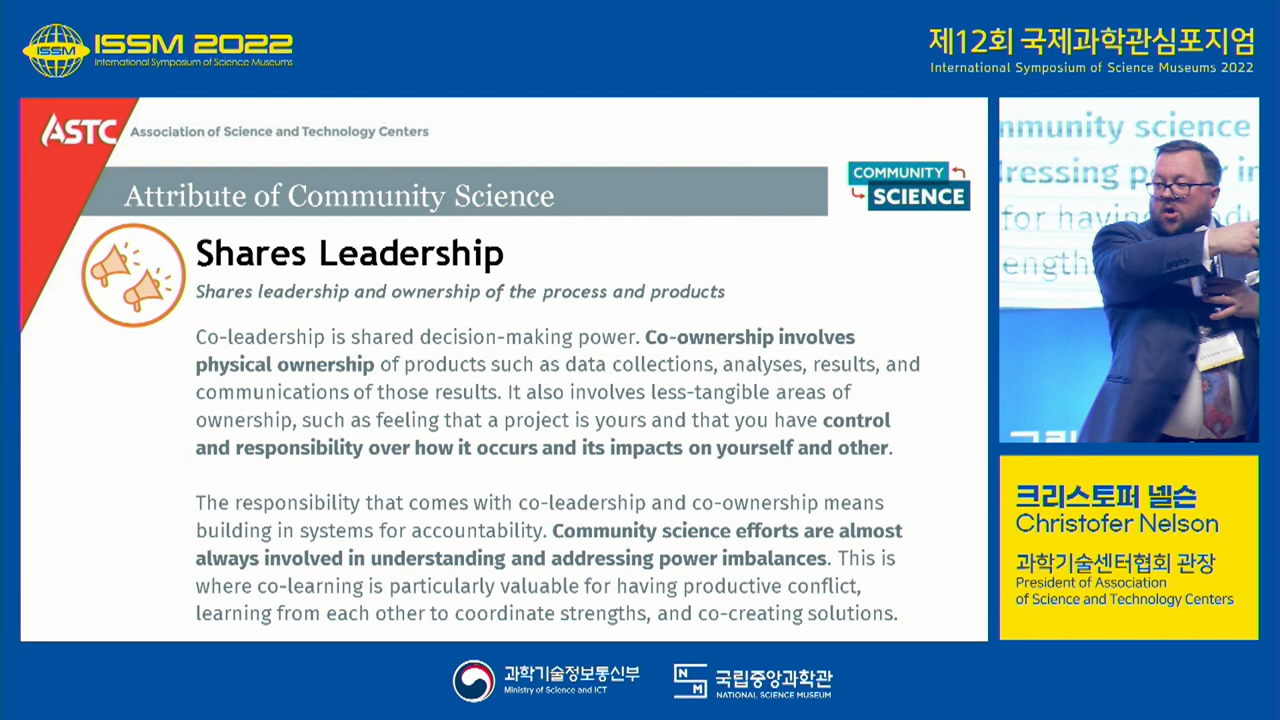 ISSM
ISSM 2022
International Symposium of Science Museums
제12회 국제과학관심포지엄
International Symposium of Science Museums 2022
ASTC Association of Science and Technology Centers
Attribute of Community Science
COMMUNITY
SCIENCE
Shares Leadership
Shares leadership and ownership of the process and products
Co-leadership is shared decision-making power. Co-ownership involves
physical ownership of products such as data collections, analyses, results, and
communications of those results. It also involves less-tangible areas of
ownership, such as feeling that a project is yours and that you have control
and responsibility over how it occurs and its impacts on yourself and other.
The responsibility that comes with co-leadership and co-ownership means
building in systems for accountability. Community science efforts are almost
always involved in understanding and addressing power imbalances. This is
where co-learning is particularly valuable for having productive conflict,
learning from each other to coordinate strengths, and co-creating solutions.
mmunity science
for having
크리스토퍼 넬슨
Christofer Nelson
과학기술센터협회 관장
President of Association
of Science and Technology Centers
과학기술정보통신부
Ministry of Science and ICT
NSM
국립중앙과학관
NATIONAL SCIENCE MUSEUM